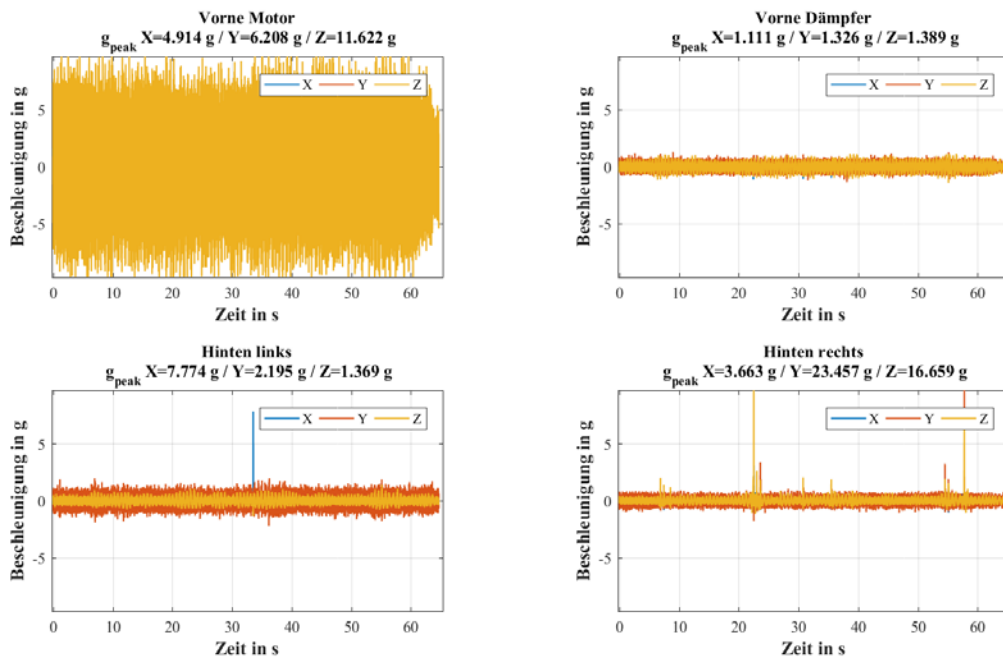 Vorne Motor
g_peak X=4.914 g / Y=6.208 g / Z=11.622 g
X Y Z
Beschleunigung in g
5
0
-5
0 10 20 30 40 50 60
Zeit in s
Vorne Dämpfer
g_peak X=1.111 g / Y=1.326 g / Z=1.389 g
X Y Z
Beschleunigung in g
5
0
-5
0 10 20 30 40 50 60
Zeit in s
Hinten links
g_peak X=7.774 g / Y=2.195 g / Z=1.369 g
X Y Z
Beschleunigung in g
5
0
-5
0 10 20 30 40 50 60
Zeit in s
Hinten rechts
g_peak X=3.663 g / Y=23.457 g / Z=16.659 g
X Y Z
Beschleunigung in g
5
0
-5
0 10 20 30 40 50 60
Zeit in s